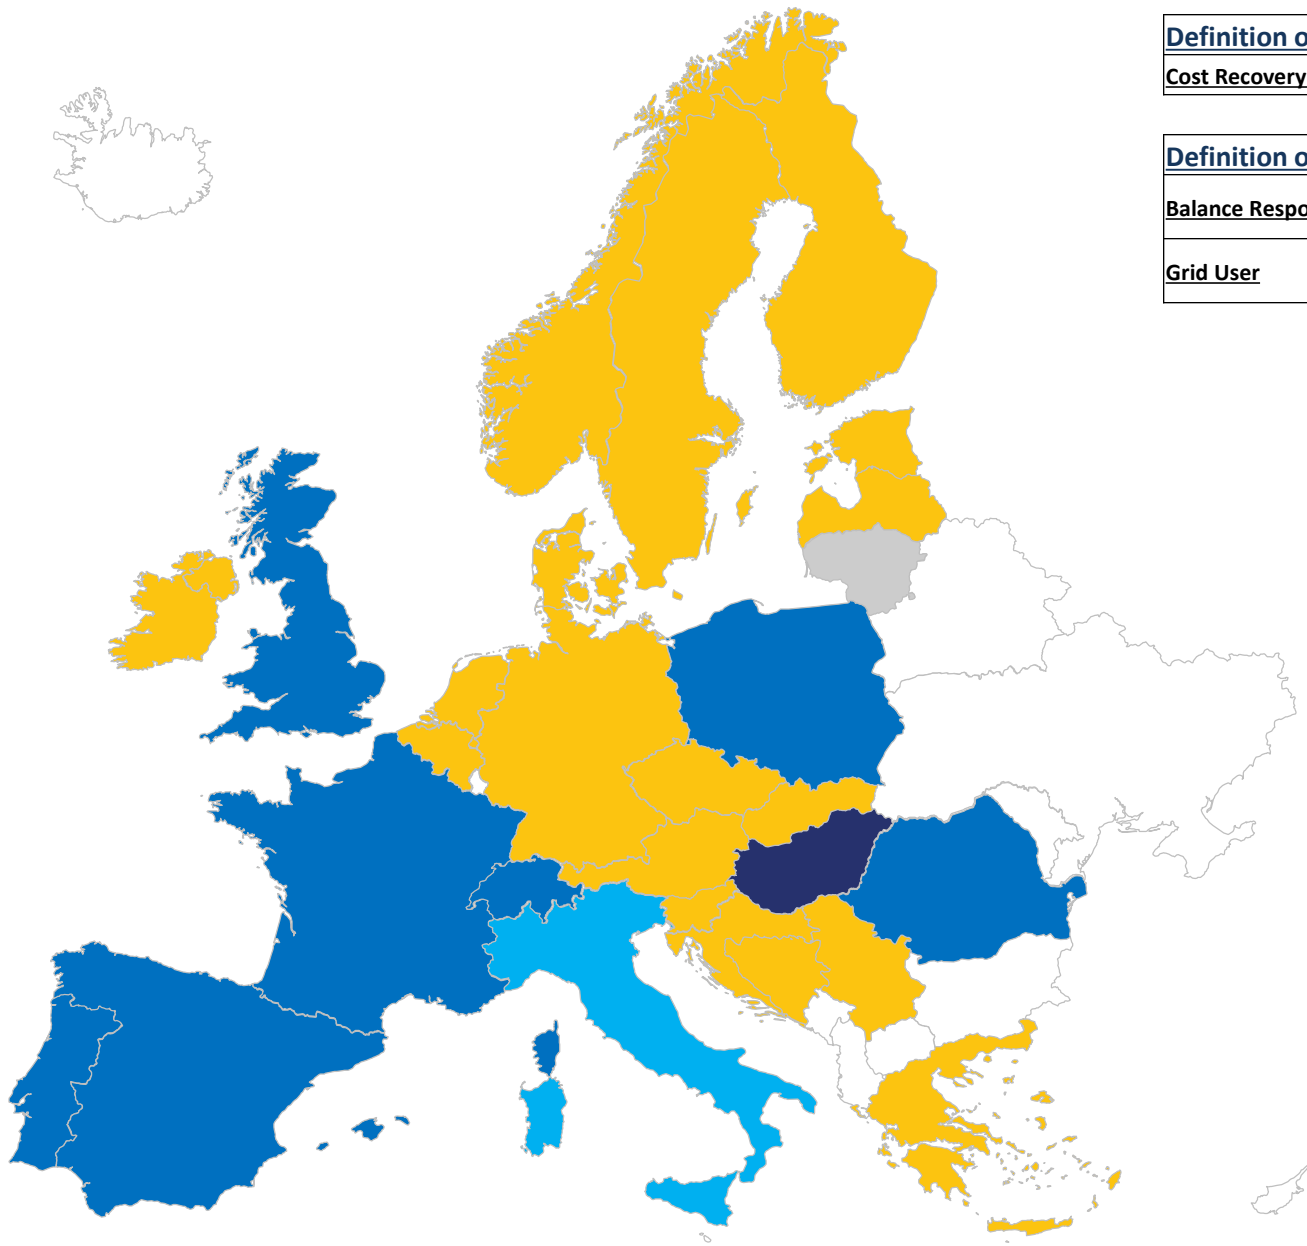 Definition o
Cost Recovery
Definition o
Balance Respo
Grid User